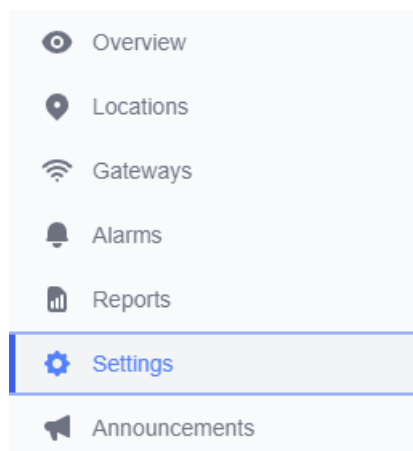 Overview
Locations
Gateways
Alarms
Reports
Settings
Announcements